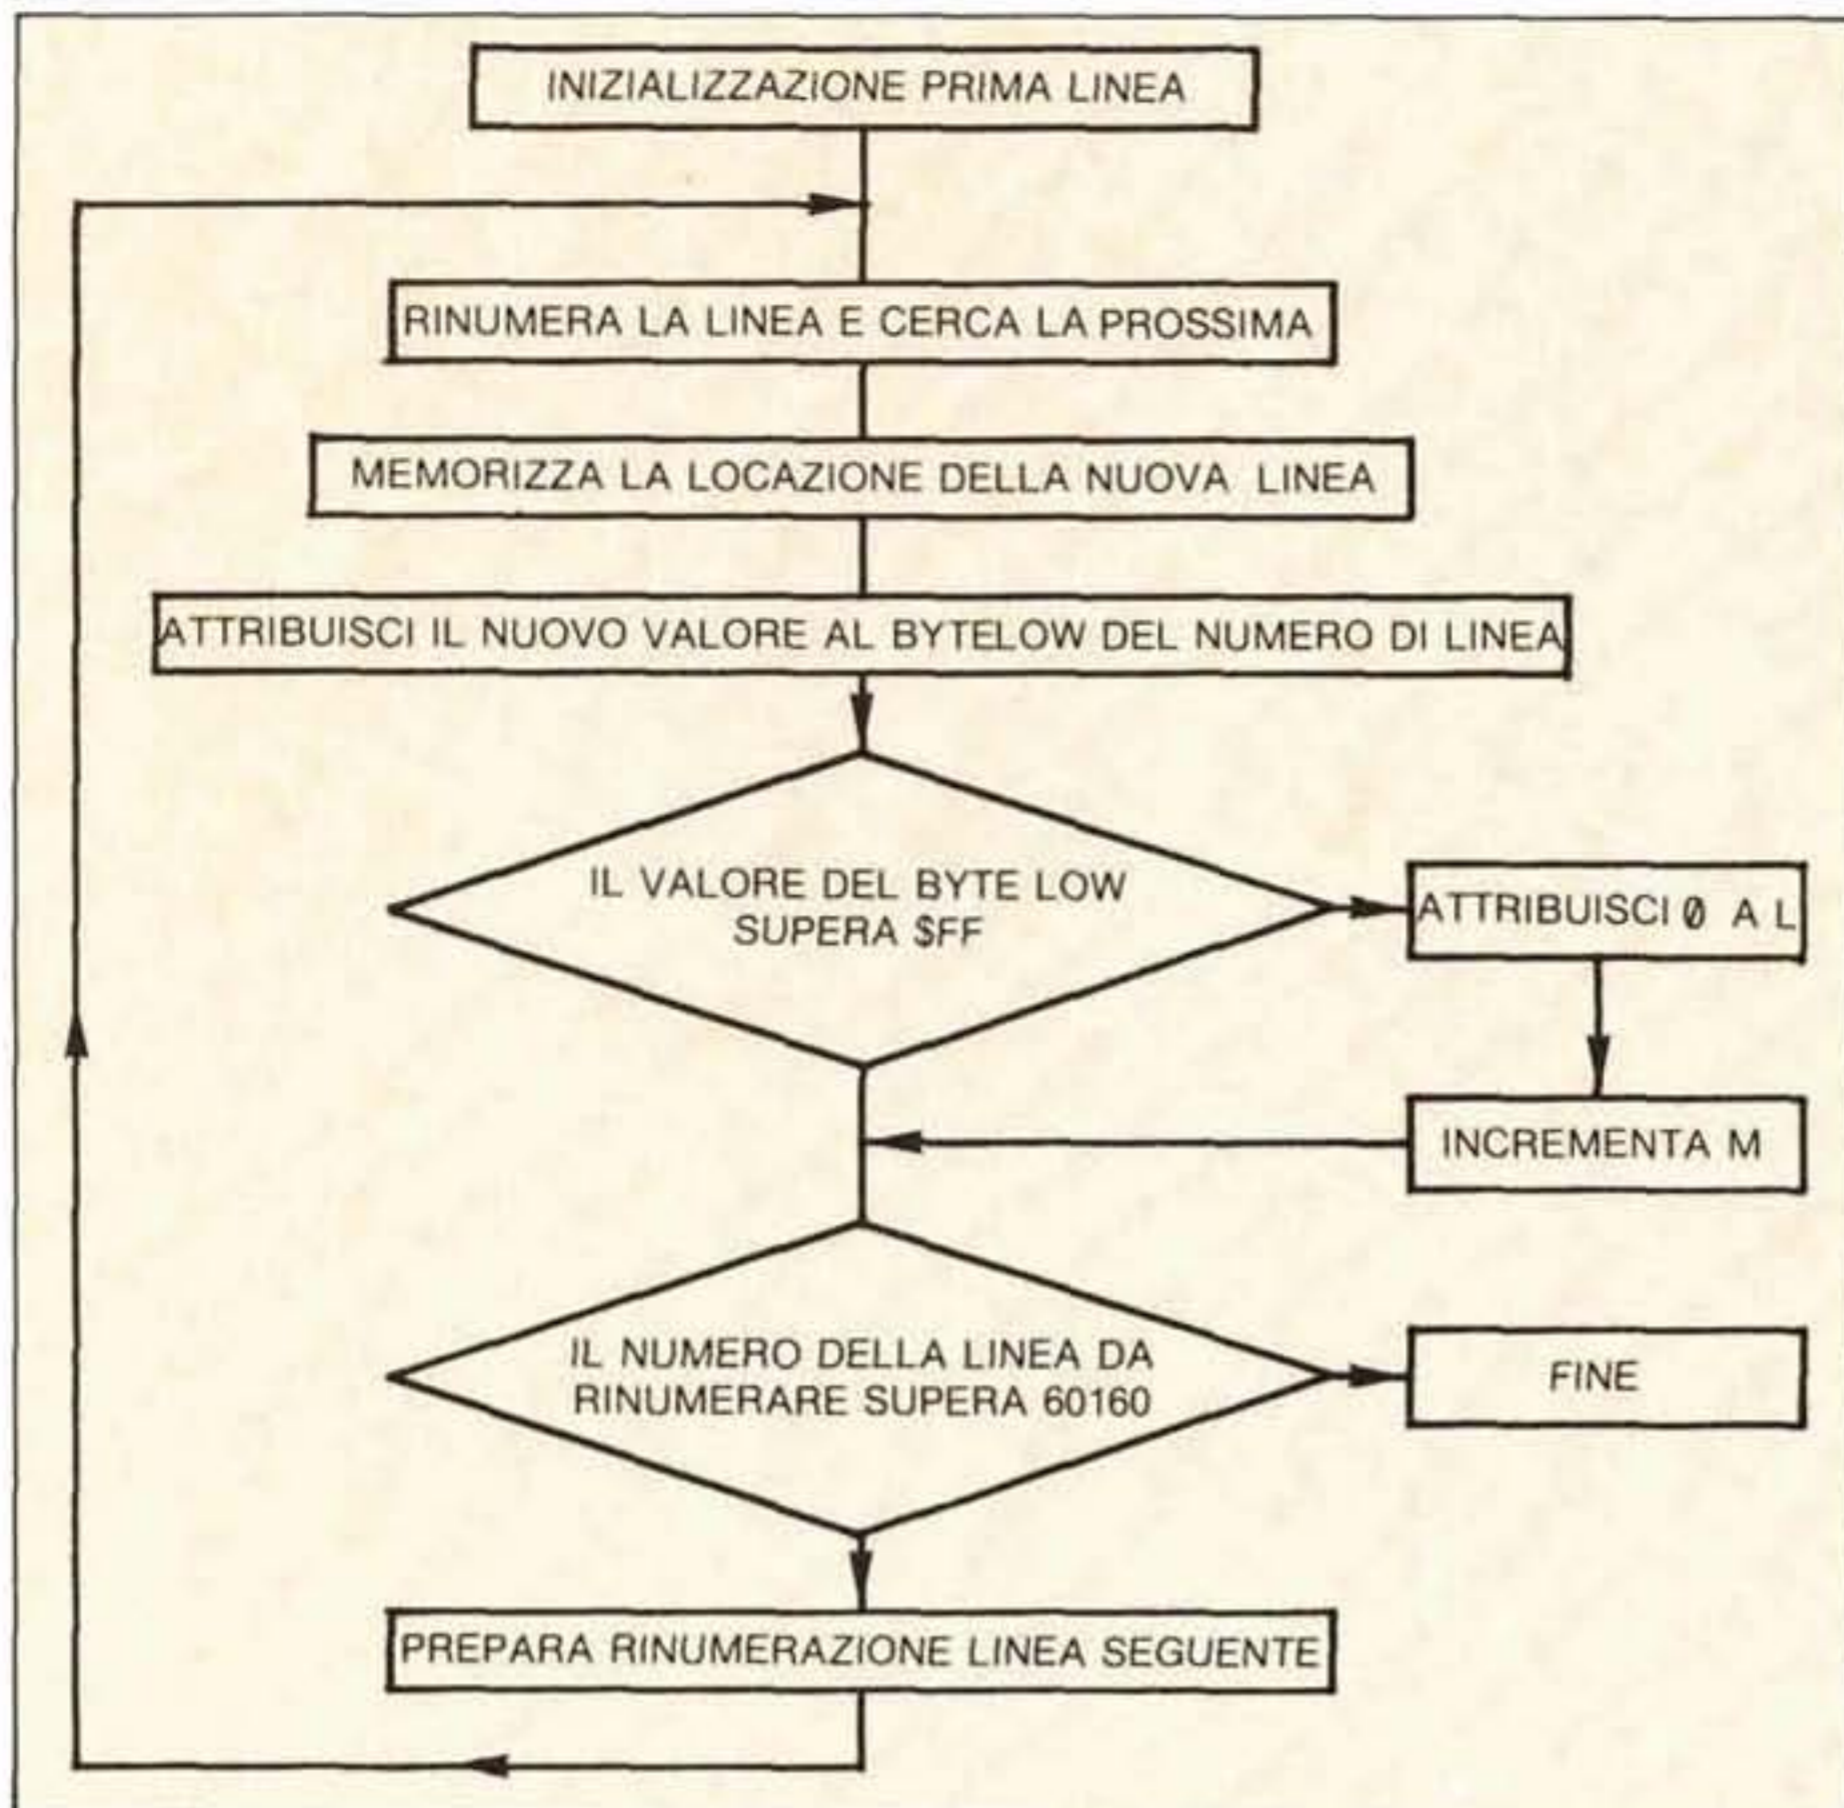 INIZIALIZZAZIONE PRIMA LINEA
RINUMERA LA LINEA E CERCA LA PROSSIMA
MEMORIZZA LA LOCAZIONE DELLA NUOVA LINEA
ATTRIBUISCI IL NUOVO VALORE AL BYTELOW DEL NUMERO DI LINEA
IL VALORE DEL BYTE LOW
SUPERA $FF
ATTRIBUISCI 0 A L
INCREMENTA M
IL NUMERO DELLA LINEA DA
RINUMERARE SUPERA 60160
FINE
PREPARA RINUMERAZIONE LINEA SEGUENTE